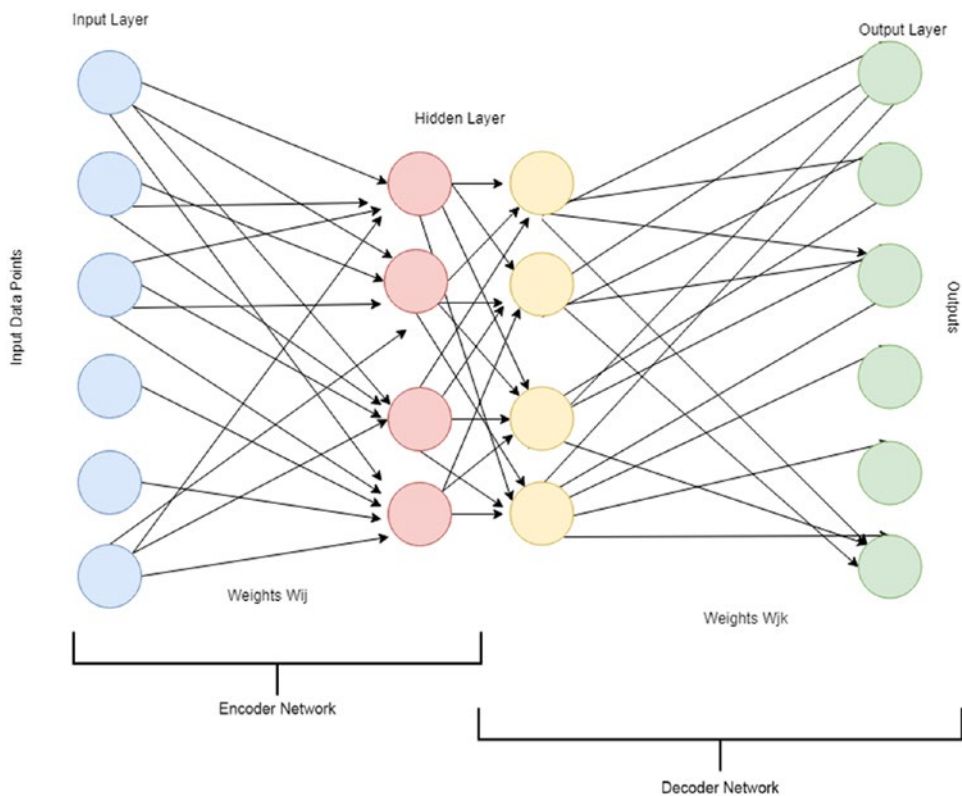 Input Layer
Output Layer
Hidden Layer
Input Data Points
Outputs
Weights Wij
Weights Wjk
Encoder Network
Decoder Network